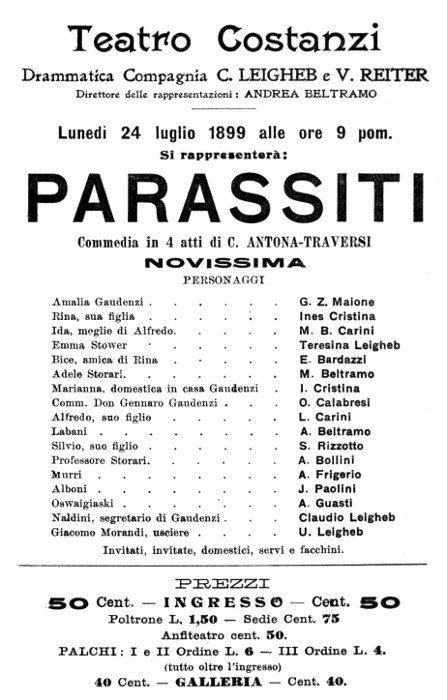 Teatro Costanzi
Drammatica Compagnia C. LEIGHEB e V. REITER
Direttore delle rappresentazioni: ANDREA BELTRAMO
Lunedì 24 luglio 1899 alle ore 9 pom.
Si rappresenterà:
PARASSITI
Commedia in 4 atti di C. ANTONA-TRAVERSI
NOVISSIMA
PERSONAGGI
Amalia Gaudenzi . . . . . . G. Z. Maione
Rina, sua figlia . . . . . . Ines Cristina
Ida, moglie di Alfredo. . . . . M. B. Carini
Emma Stower . . . . . . Teresina Leigheb
Bice, amica di Rina . . . . . E. Bardazzi
Adele Storari. . . . . . . M. Beltramo
Marianna, domestica in casa Gaudenzi . I. Cristina
Comm. Don Gennaro Gaudenzi . . . O. Calabresi
Alfredo, suo figlio . . . . . L. Carini
Labani . . . . . . . . A. Beltramo
Silvio, suo figlio . . . . . . S. Rizzotto
Professore Storari. . . . . . A. Bollini
Murri . . . . . . . . A. Frigerio
Alboni . . . . . . . . J. Paolini
Oswaigiaski . . . . . . . A. Guasti
Naldini, segretario di Gaudenzi . . . Claudio Leigheb
Giacomo Morandi, usciere . . . . U. Leigheb
Invitati, invitate, domestici, servi e facchini.
PREZZI
50 Cent. — INGRESSO — Cent. 50
Poltrone L. 1,50 — Sedie Cent. 75
Anfiteatro cent. 50.
PALCHI: I e II Ordine L. 6 — III Ordine L. 4.
(tutto oltre l'ingresso)
40 Cent. — GALLERIA — Cent. 40.